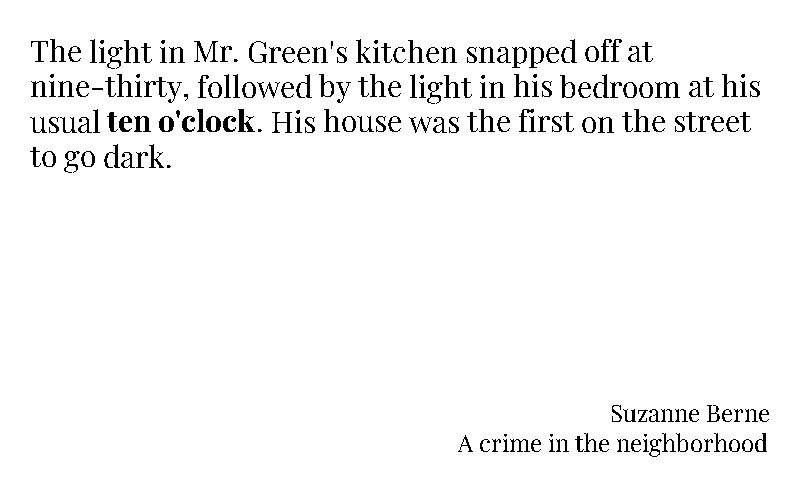 The light in Mr. Green's kitchen snapped off at
nine-thirty, followed by the light in his bedroom at his
usual ten o'clock. His house was the first on the street
to go dark.
Suzanne Berne
A crime in the neighborhood